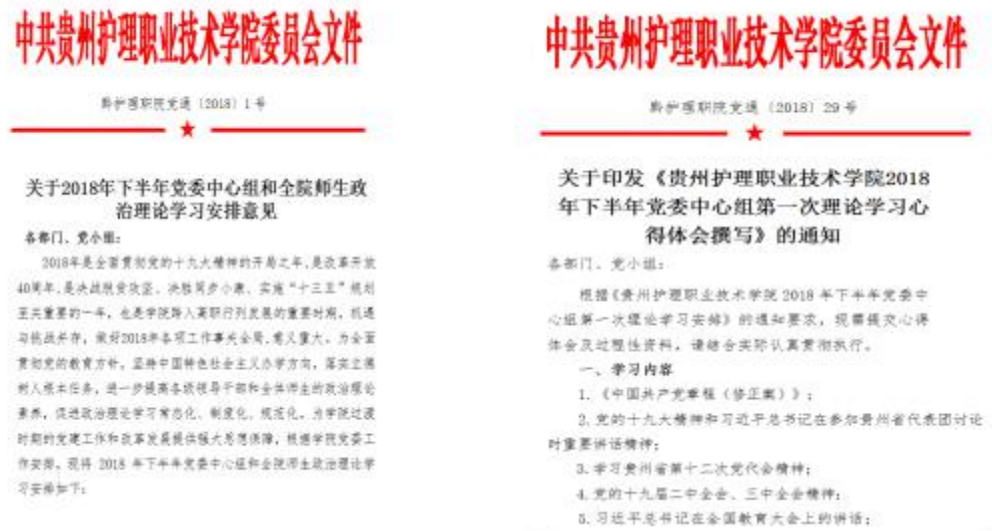 中共贵州护理职业技术学院委员会文件
黔护理职院党通〔2018〕1号
关于2018年下半年党委中心组和全院师生政
治理论学习安排意见
各部门、党小组：
2018年是全面贯彻党的十九大精神的开局之年,是改革开放
40周年,是决战脱贫攻坚、决胜同步小康、实施“十三五”规划
至关重要的一年，也是学院跨入高职行列发展的重要时期，机遇
与挑战并存，做好2018年各项工作事关全局,意义重大。为全面
贯彻党的教育方针，坚持中国特色社会主义办学方向，落实立德
树人根本任务，进一步提高各级领导干部和全体师生的政治理论
素养，促进政治理论学习常态化、制度化、规范化，为学院过渡
时期的党建工作和改革发展提供强大思想保障，根据学院党委工
作安排，现将 2018 年下半年党委中心组和全院师生政治理论学
习安排如下：
中共贵州护理职业技术学院委员会文件
黔护理职院党通〔2018〕29号
关于印发《贵州护理职业技术学院2018
年下半年党委中心组第一次理论学习心
得体会撰写》的通知
各部门、党小组：
根据《贵州护理职业技术学院 2018 年下半年党委中
心组第一次理论学习安排》的通知要求，现需提交心得
体会及过程性资料，请结合实际认真贯彻执行。
一、学习内容
1.《中国共产党章程（修正案）》；
2.党的十九大精神和习近平总书记在参加贵州省代表团讨论
时重要讲话精神；
3.学习贵州省第十二次党代会精神；
4.党的十九届二中全会、三中全会精神；
5.习近平总书记在全国教育大会上的讲话；